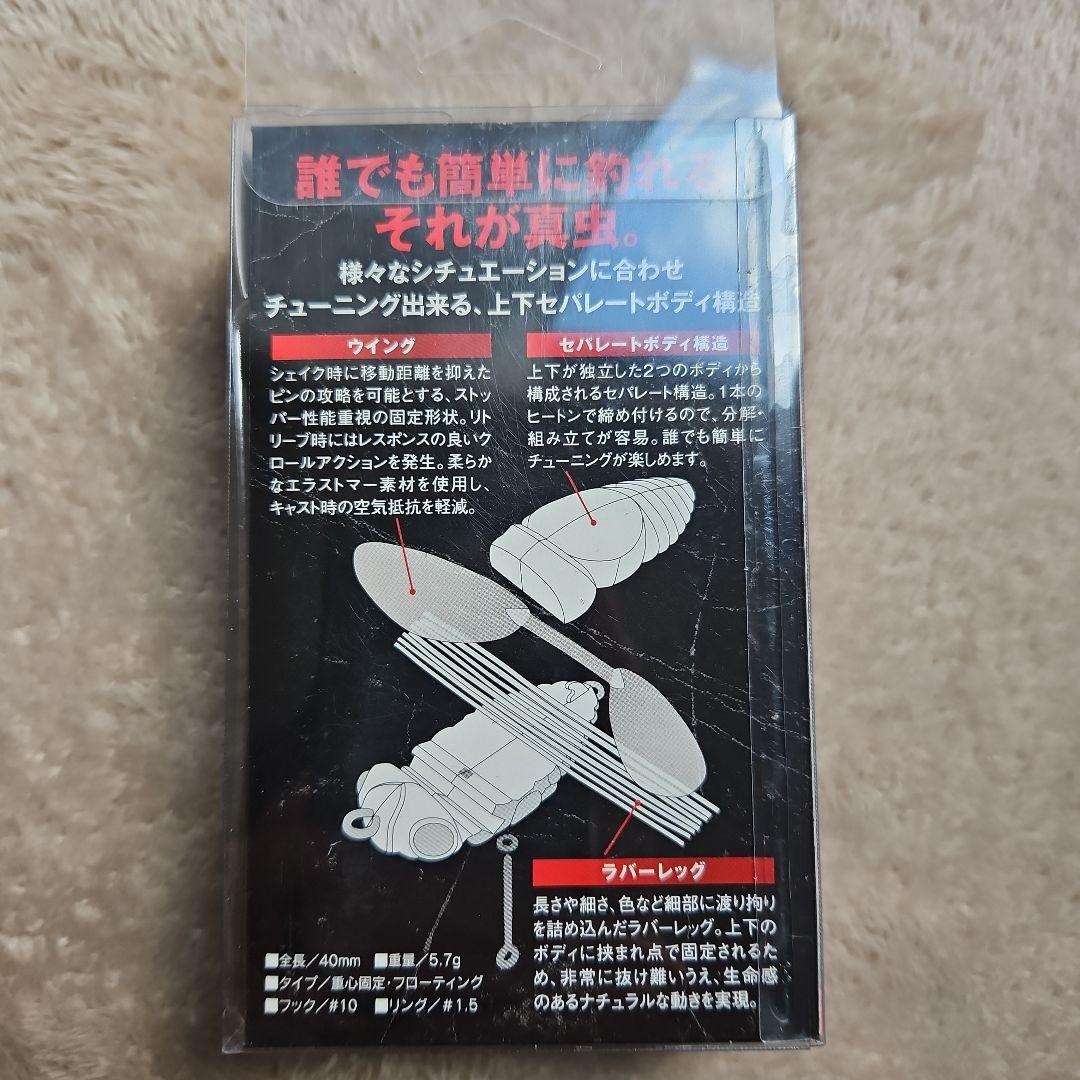 誰でも簡単に釣れる
それが真虫。
様々なシチュエーションに合わせ
チューニング出来る、上下セパレートボディ構造
ウイング
シェイク時に移動距離を抑えた
ピンの攻略を可能とする、ストッ
パー性能重視の固定形状。リト
リーブ時にはレスポンスの良いク
ロールアクションを発生。柔らか
なエラストマー素材を使用し、
キャスト時の空気抵抗を軽減。
セパレートボディ構造
上下が独立した2つのボディから
構成されるセパレート構造。1本の
ヒートンで締め付けるので、分解・
組み立てが容易。誰でも簡単に
チューニングが楽しめます。
ラバーレッグ
長さや細さ、色など細部に渡り拘り
を詰め込んだラバーレッグ。上下の
ボディに挟まれ点で固定されるた
め、非常に抜け難いうえ、生命感
のあるナチュラルな動きを実現。
■全長/40mm ■重量/5.7g
■タイプ/重心固定・フローティング
■フック/#10 ■リング/#1.5